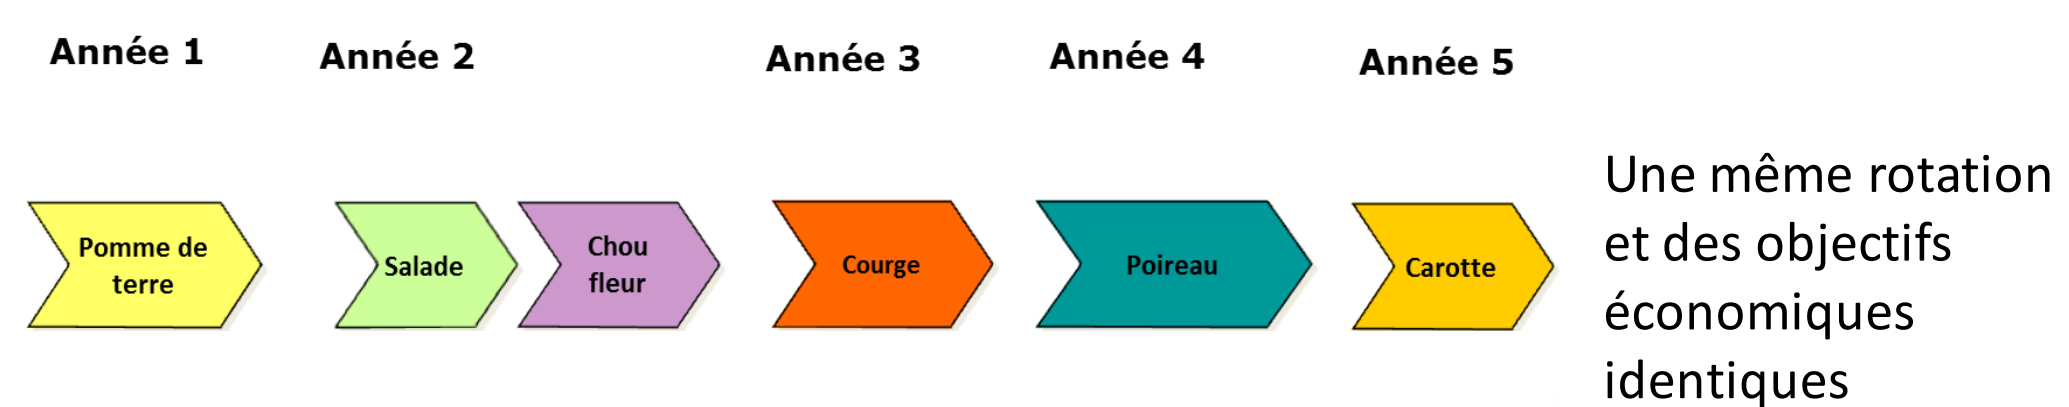 Année 1
Année 2
Année 3
Année 4
Année 5
Pomme de
terre
Salade
Chou
fleur
Courge
Poireau
Carotte
Une même rotation
et des objectifs
économiques
identiques